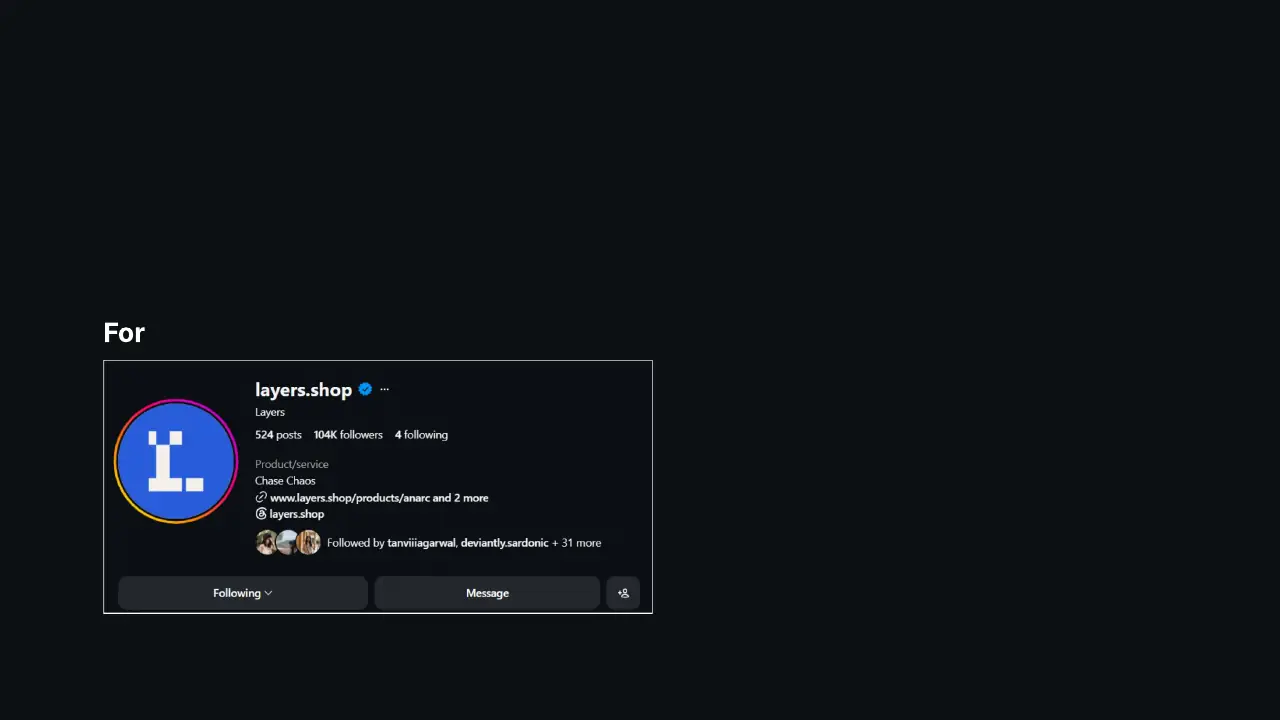 For
layers.shop ...
Layers
524 posts 104K followers 4 following
Product/service
Chase Chaos
www.layers.shop/products/anarc and 2 more
layers.shop
Followed by tanviiiagarwal, deviantly.sardonic + 31 more
Following
Message